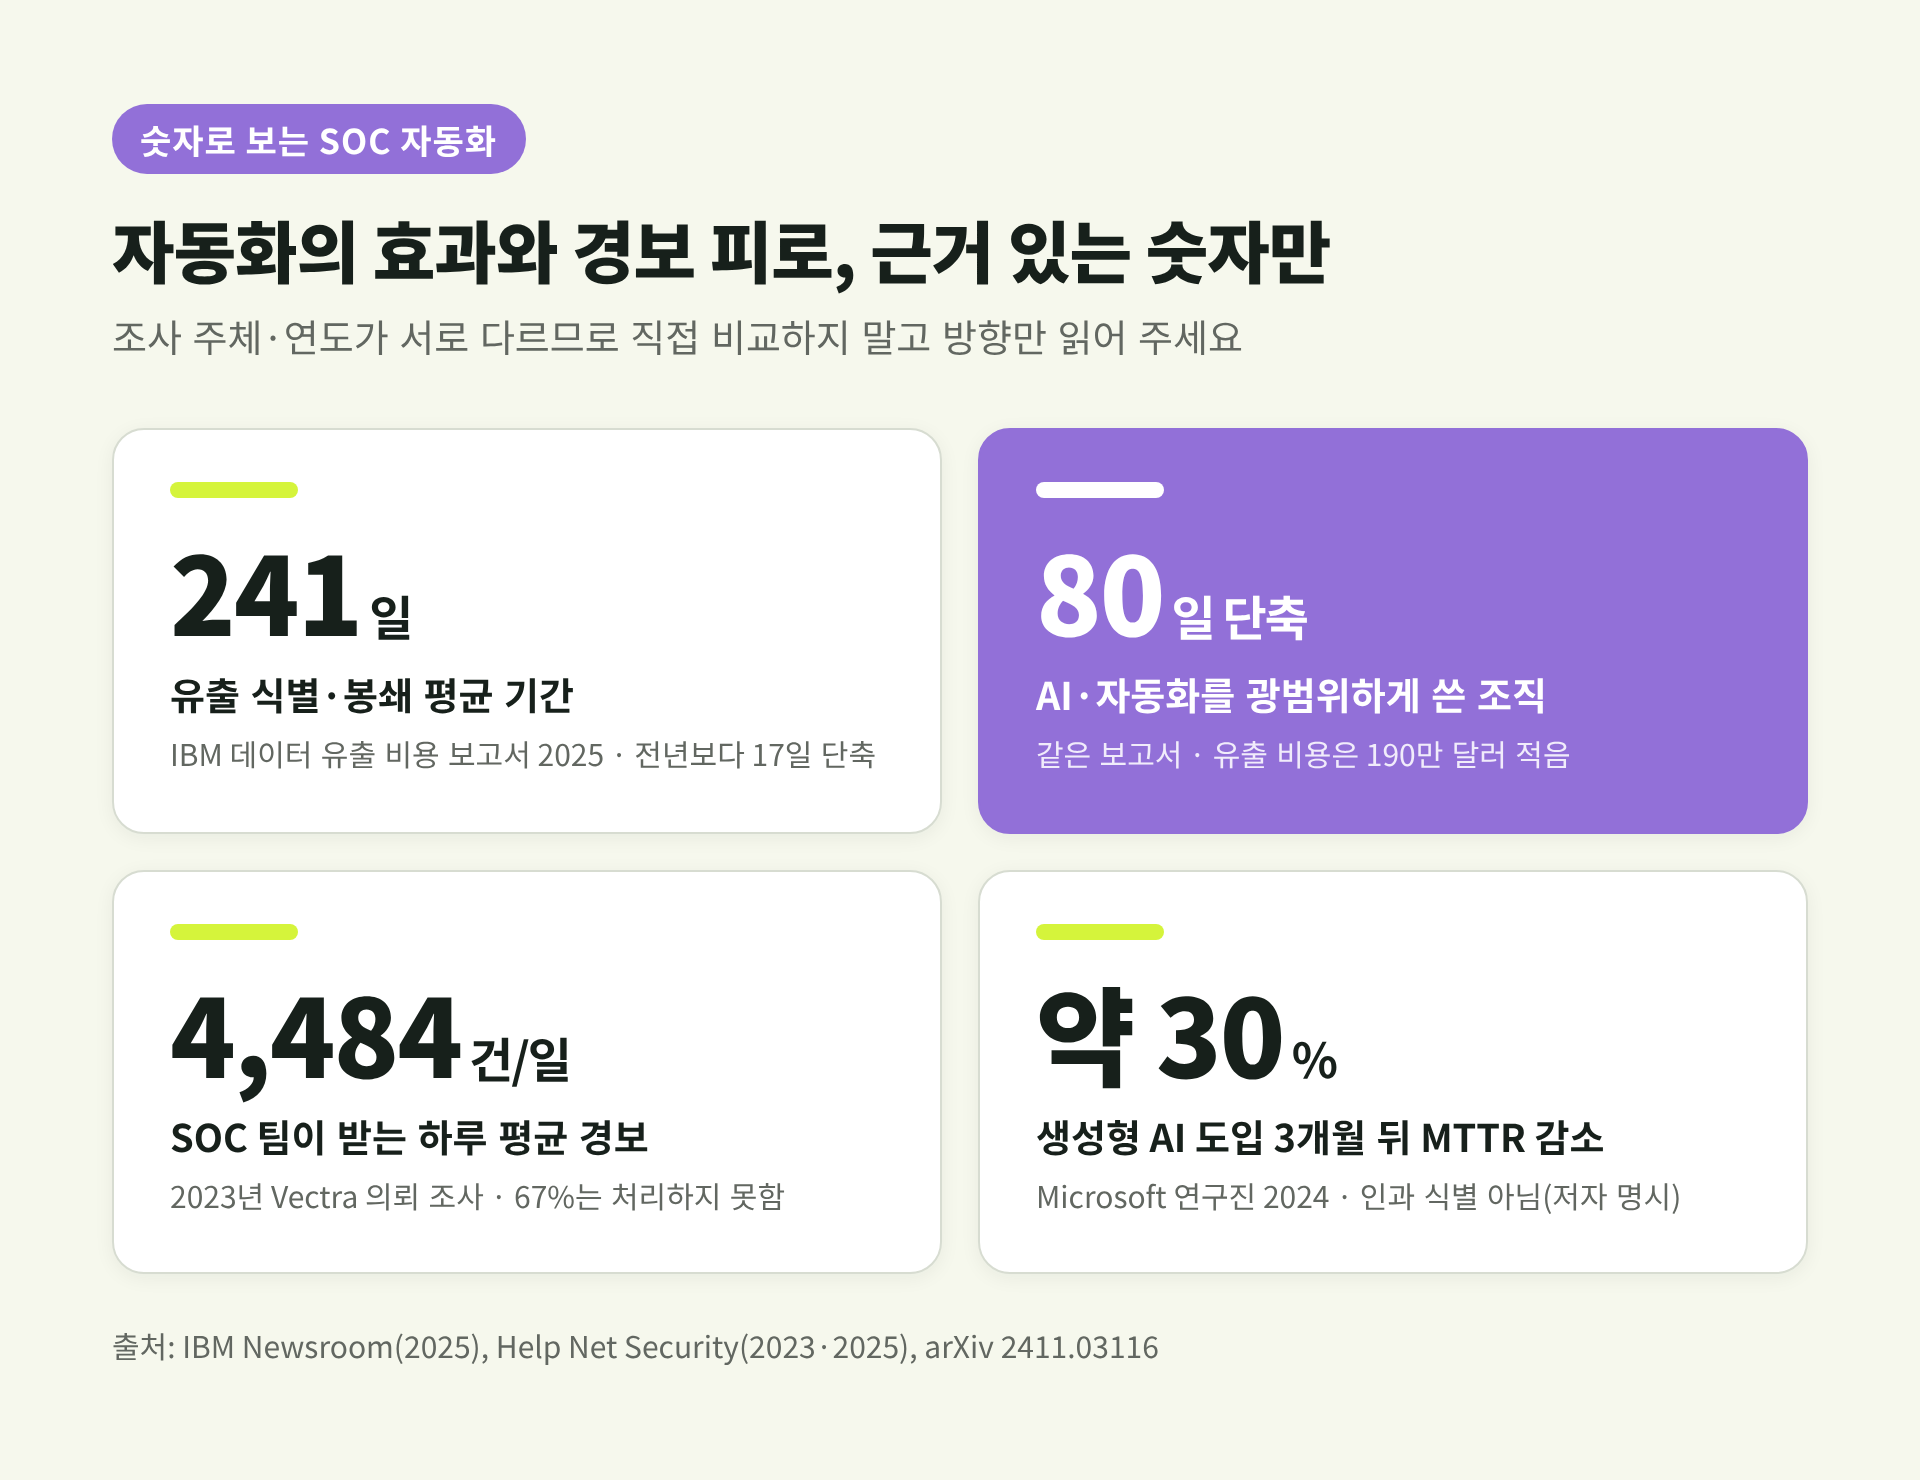 숫자로 보는 SOC 자동화
자동화의 효과와 경보 피로, 근거 있는 숫자만
조사 주체·연도가 서로 다르므로 직접 비교하지 말고 방향만 읽어 주세요
241일
유출 식별·봉쇄 평균 기간
IBM 데이터 유출 비용 보고서 2025 · 전년보다 17일 단축
80일 단축
AI·자동화를 광범위하게 쓴 조직
같은 보고서 · 유출 비용은 190만 달러 적음
4,484건/일
SOC 팀이 받는 하루 평균 경보
2023년 Vectra 의뢰 조사 · 67%는 처리하지 못함
약 30%
생성형 AI 도입 3개월 뒤 MTTR 감소
Microsoft 연구진 2024 · 인과 식별 아님(저자 명시)
출처: IBM Newsroom(2025), Help Net Security(2023·2025), arXiv 2411.03116